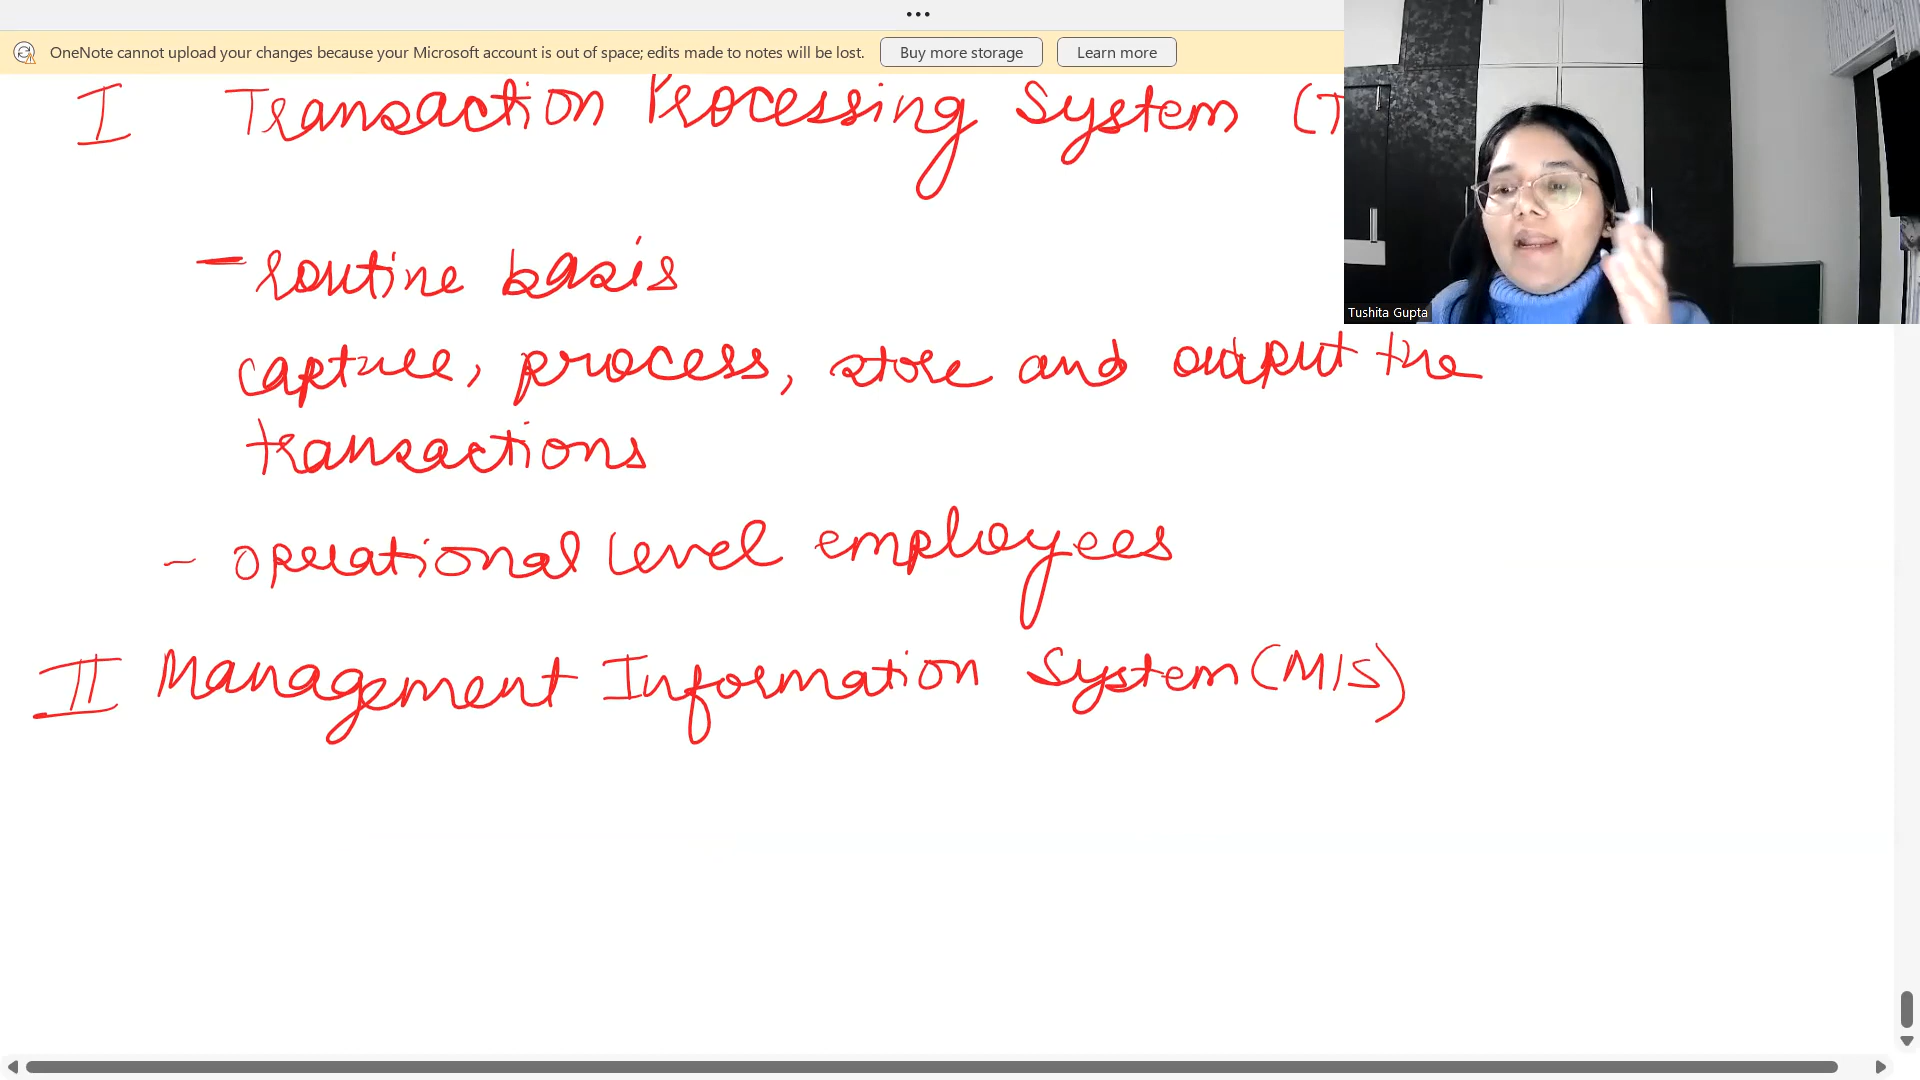 •••
OneNote cannot upload your changes because your Microsoft account is out of space; edits made to notes will be lost. Buy more storage Learn more
I Transaction Processing System (T
Tushita Gupta
- routine basis
capture, process, store and output the
transactions
- operational level employees
II Management Information System (MIS)